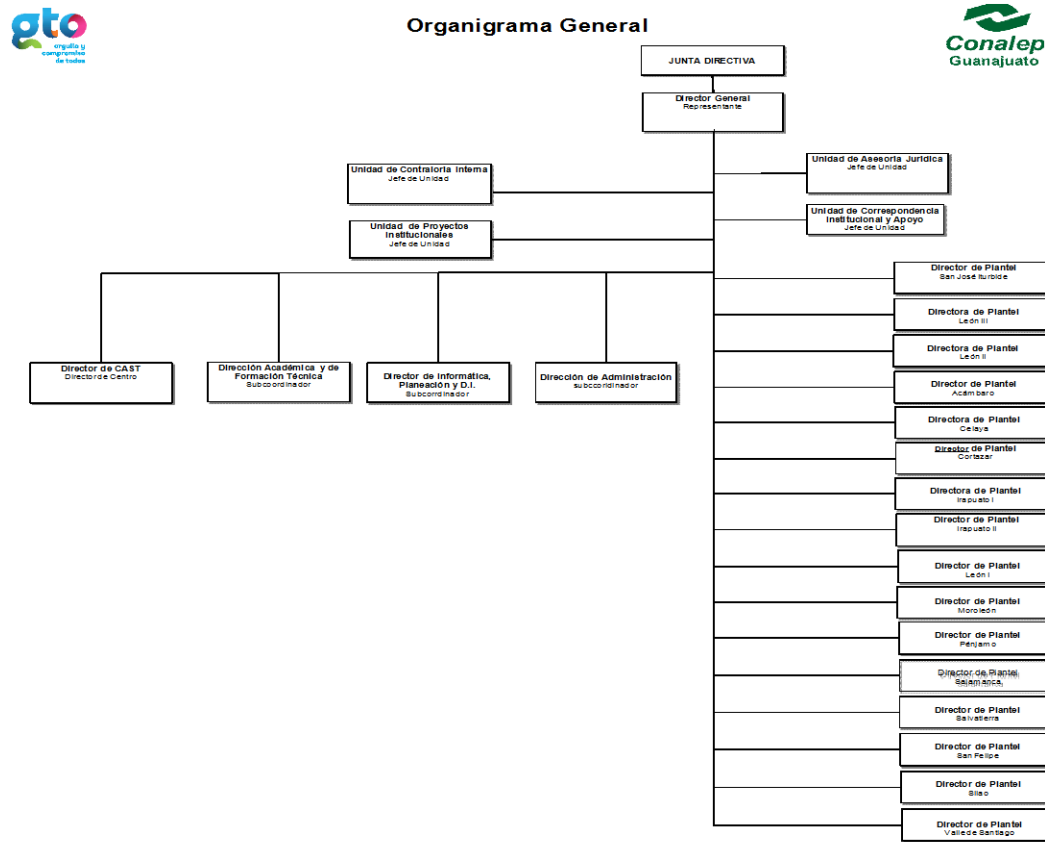 gto
orgullo y
compromiso
de todos
Organigrama General
Conalep
Guanajuato
JUNTA DIRECTIVA
Director General
Representante
Unidad de Contraloria Interna
Jefe de Unidad
Unidad de Asesoria Juridica
Jefe de Unidad
Unidad de Proyectos
Institucionales
Jefe de Unidad
Unidad de Correspondencia
Institucional y Apoyo
Jefe de Unidad
Director de CAST
Director de Centro
Dirección Académica y de
Formación Técnica
Subcoordinador
Director de Informática,
Planeación y D.I.
Subcorrdinador
Dirección de Administración
subccordinador
Director de Plantel
San José Iturbide
Directora de Plantel
León III
Directora de Plantel
León II
Director de Plantel
Acámbaro
Directora de Plantel
Celaya
Director de Plantel
Cortazar
Directora de Plantel
Irapuato I
Director de Plantel
Irapuato II
Director de Plantel
León I
Director de Plantel
Moroleón
Director de Plantel
Pénjamo
Director de Plantel
Salamanca
Director de Plantel
Salvatierra
Director de Plantel
San Felipe
Director de Plantel
Silao
Director de Plantel
Valle de Santiago